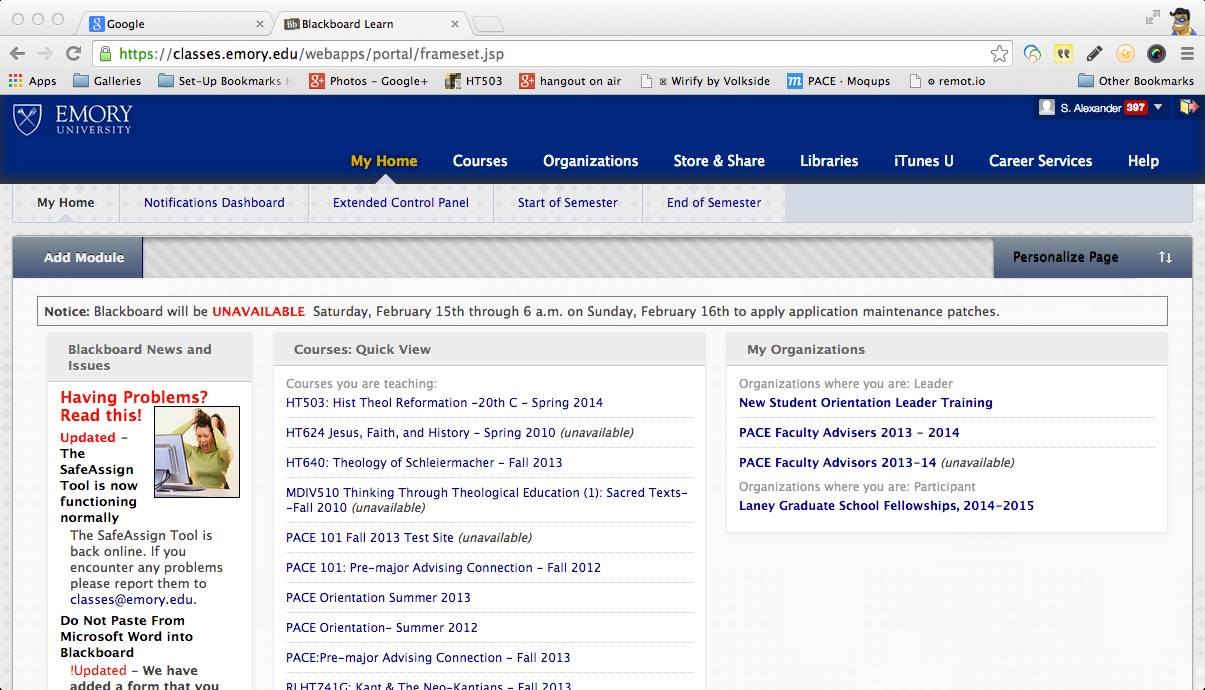 Google
Blackboard Learn
https://classes.emory.edu/webapps/portal/frameset.jsp
Apps
Galleries
Set-Up Bookmarks
Photos - Google+
HT503
hangout on air
Wirify by Volkside
PACE · Moqups
remot.io
Other Bookmarks
EMORY
UNIVERSITY
S. Alexander 397
My Home
Courses
Organizations
Store & Share
Libraries
iTunes U
Career Services
Help
My Home
Notifications Dashboard
Extended Control Panel
Start of Semester
End of Semester
Add Module
Personalize Page
Notice: Blackboard will be UNAVAILABLE Saturday, February 15th through 6 a.m. on Sunday, February 16th to apply application maintenance patches.
Blackboard News and
Issues
Having Problems?
Read this!
Updated -
The
SafeAssign
Tool is now
functioning
normally
The SafeAssign Tool is
back online. If you
encounter any problems
please report them to
classes@emory.edu.
Do Not Paste From
Microsoft Word into
Blackboard
!Updated - We have
added a form that you
Courses: Quick View
Courses you are teaching:
HT503: Hist Theol Reformation -20th C - Spring 2014
HT624 Jesus, Faith, and History - Spring 2010 (unavailable)
HT640: Theology of Schleiermacher - Fall 2013
MDIV510 Thinking Through Theological Education (1): Sacred Texts-
-Fall 2010 (unavailable)
PACE 101 Fall 2013 Test Site (unavailable)
PACE 101: Pre-major Advising Connection - Fall 2012
PACE Orientation Summer 2013
PACE Orientation- Summer 2012
PACE:Pre-major Advising Connection - Fall 2013
RLHT741G: Kant & The Neo-Kantians - Fall 2013
My Organizations
Organizations where you are: Leader
New Student Orientation Leader Training
PACE Faculty Advisers 2013 - 2014
PACE Faculty Advisors 2013-14 (unavailable)
Organizations where you are: Participant
Laney Graduate School Fellowships, 2014-2015